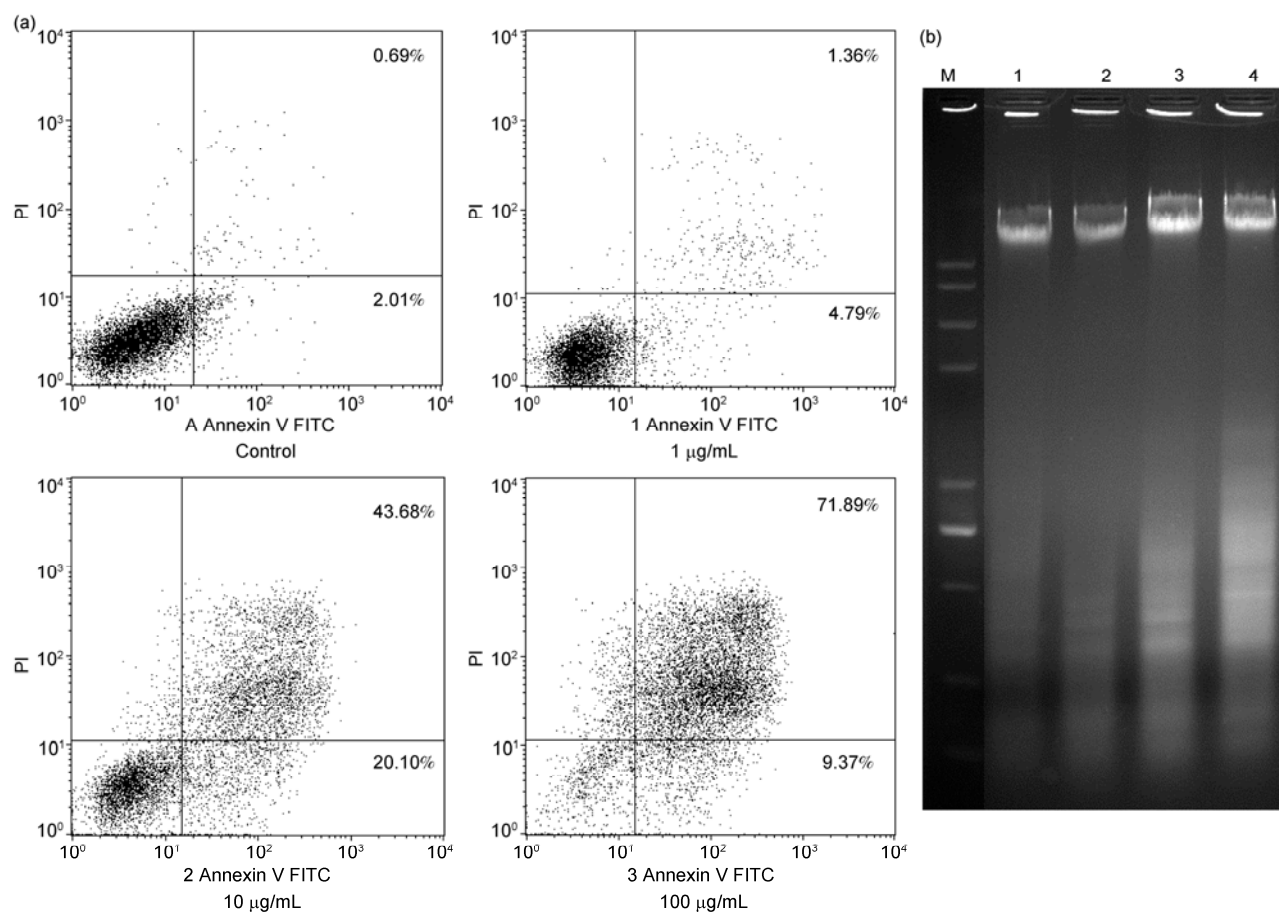 (a)
10⁴
10³
10²
10¹
10⁰
PI
0.69%
2.01%
10⁰ 10¹ 10² 10³ 10⁴
A Annexin V FITC
Control
10⁴
10³
10²
10¹
10⁰
PI
1.36%
4.79%
10⁰ 10¹ 10² 10³ 10⁴
1 Annexin V FITC
1 μg/mL
10⁴
10³
10²
10¹
10⁰
PI
43.68%
20.10%
10⁰ 10¹ 10² 10³ 10⁴
2 Annexin V FITC
10 μg/mL
10⁴
10³
10²
10¹
10⁰
PI
71.89%
9.37%
10⁰ 10¹ 10² 10³ 10⁴
3 Annexin V FITC
100 μg/mL
(b)
M 1 2 3 4